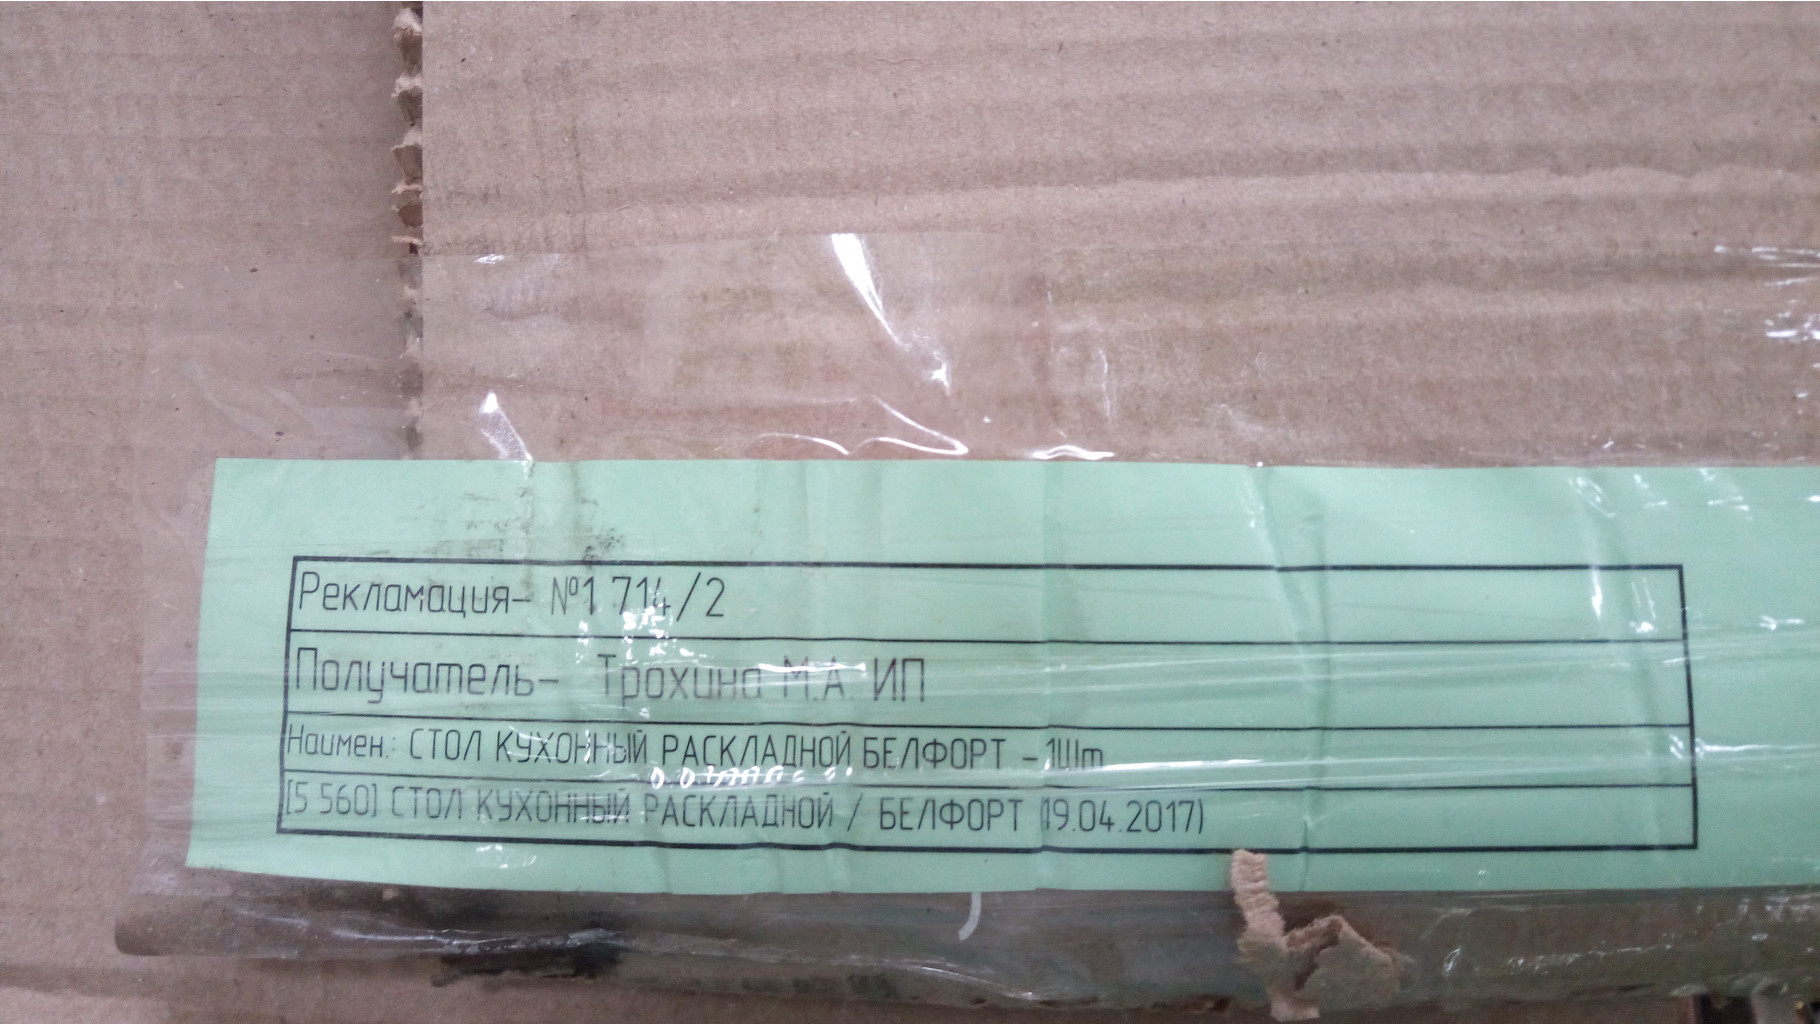 Рекламация- №1 714/2
Получатель- Трохина М.А. ИП
Наимен.: СТОЛ КУХОННЫЙ РАСКЛАДНОЙ БЕЛФОРТ - 1Шт
(5 560) СТОЛ КУХОННЫЙ РАСКЛАДНОЙ / БЕЛФОРТ (19.04.2017)